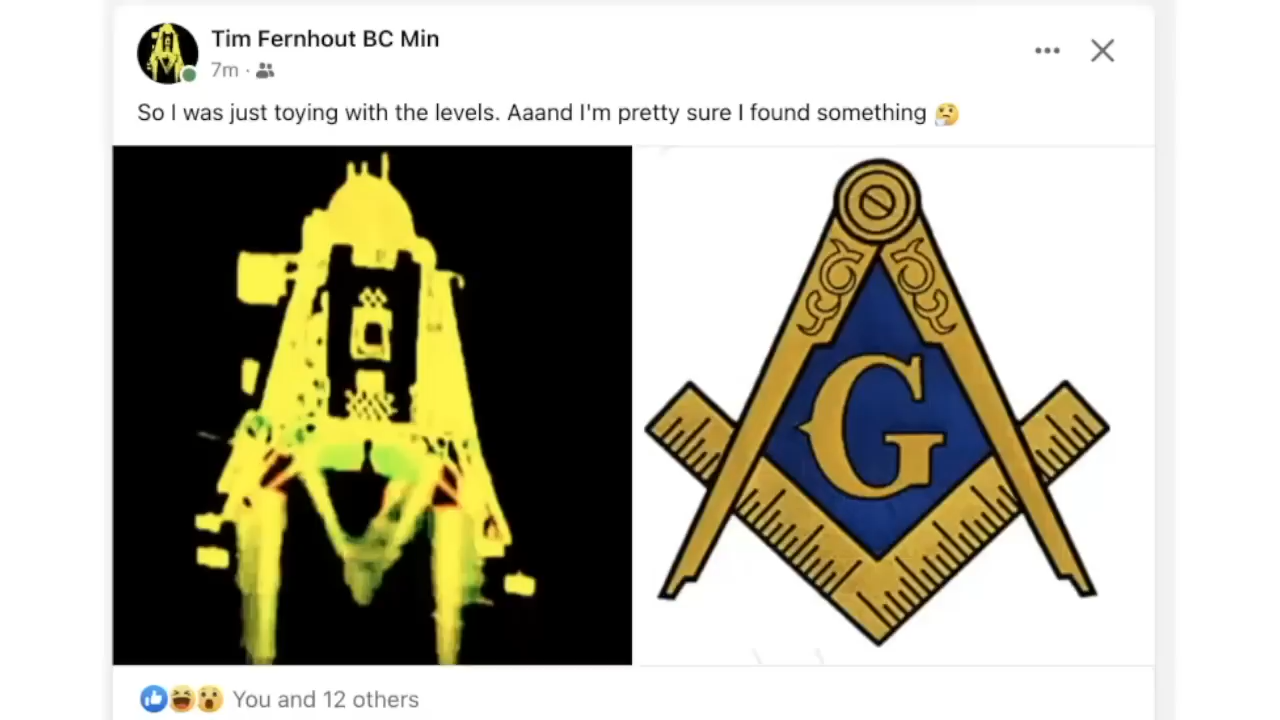 Tim Fernhout BC Min
7m ·
So I was just toying with the levels. Aaand I'm pretty sure I found something 🤔
G
You and 12 others